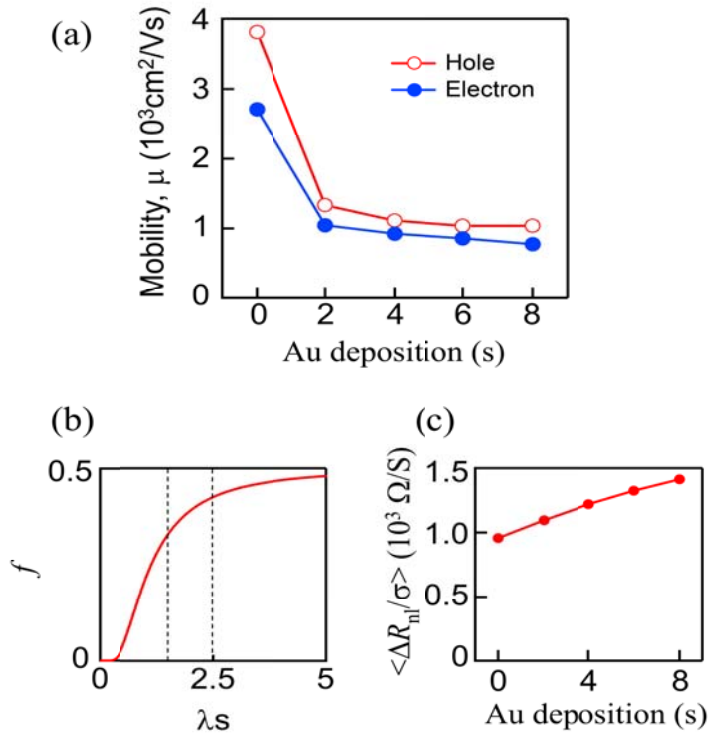 (a)
Mobility, μ (10³cm²/Vs)
4
3
2
1
0
Hole
Electron
0 2 4 6 8
Au deposition (s)
(b)
f
0.5
0
0 2.5 5
λs
(c)
<ΔRnl/σ> (10³ Ω/S)
1.5
1.0
0.5
0
0 4 8
Au deposition (s)